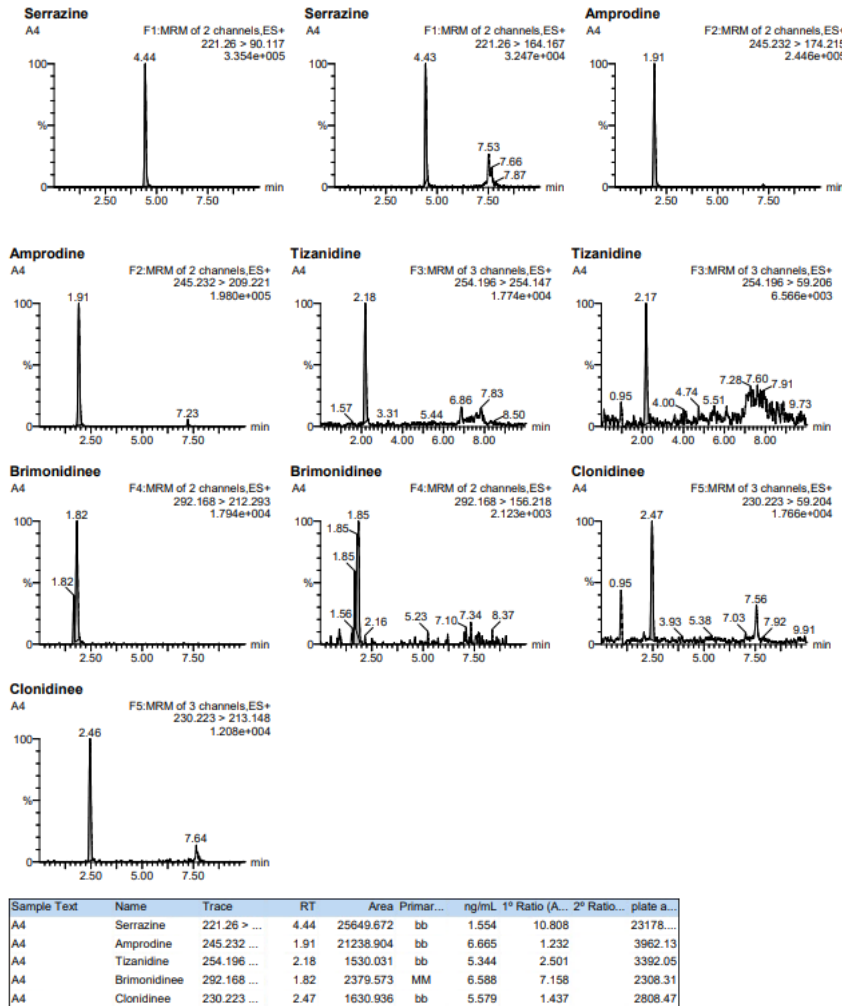 Serrazine
A4 F1:MRM of 2 channels,ES+
221.26 > 90.117
3.354e+005
4.44
100
%
0
2.50 5.00 7.50 min
Serrazine
A4 F1:MRM of 2 channels,ES+
221.26 > 164.167
3.247e+004
4.43
100
%
7.53
7.66
7.87
0
2.50 5.00 7.50 min
Amprodine
A4 F2:MRM of 2 channels,ES+
245.232 > 174.215
2.446e+005
1.91
100
%
0
2.50 5.00 7.50 min
Amprodine
A4 F2:MRM of 2 channels,ES+
245.232 > 209.221
1.980e+005
1.91
100
%
7.23
0
2.50 5.00 7.50 min
Tizanidine
A4 F3:MRM of 3 channels,ES+
254.196 > 254.147
1.774e+004
2.18
100
%
1.57 3.31 5.44 6.86 7.83 8.50
0
2.00 4.00 6.00 8.00 min
Tizanidine
A4 F3:MRM of 3 channels,ES+
254.196 > 59.206
6.566e+003
2.17
100
%
0.95 4.00 4.74 5.51 7.28 7.60 7.91 9.73
0
2.00 4.00 6.00 8.00 min
Brimonidinee
A4 F4:MRM of 2 channels,ES+
292.168 > 212.293
1.794e+004
1.82
100
%
1.82
0
2.50 5.00 7.50 min
Brimonidinee
A4 F4:MRM of 2 channels,ES+
292.168 > 156.218
2.123e+003
1.85
100
1.85
1.85
%
1.56 2.16 5.23 7.10 7.34 8.37
0
2.50 5.00 7.50 min
Clonidinee
A4 F5:MRM of 3 channels,ES+
230.223 > 59.204
1.766e+004
2.47
100
%
0.95 3.93 5.38 7.03 7.56 7.92 9.91
0
2.50 5.00 7.50 min
Clonidinee
A4 F5:MRM of 3 channels,ES+
230.223 > 213.148
1.208e+004
2.46
100
%
7.64
0
2.50 5.00 7.50 min
Sample Text Name Trace RT Area Primar... ng/mL 1º Ratio (A... 2º Ratio... plate a...
A4 Serrazine 221.26 > ... 4.44 25649.672 bb 1.554 10.808 23178....
A4 Amprodine 245.232 ... 1.91 21238.904 bb 6.665 1.232 3962.13
A4 Tizanidine 254.196 ... 2.18 1530.031 bb 5.344 2.501 3392.05
A4 Brimonidinee 292.168 ... 1.82 2379.573 MM 6.588 7.158 2308.31
A4 Clonidinee 230.223 ... 2.47 1630.936 bb 5.579 1.437 2808.47